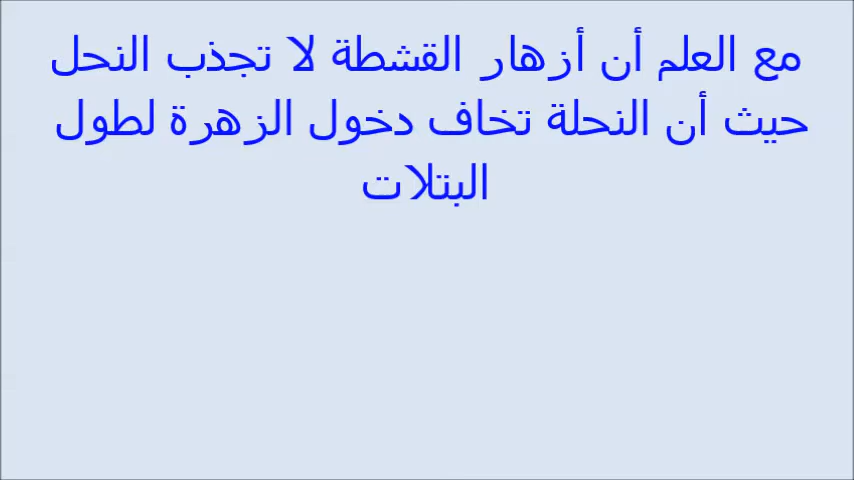 مع العلم أن أزهار القشطة لا تجذب النحل
حيث أن النحلة تخاف دخول الزهرة لطول
البتلات